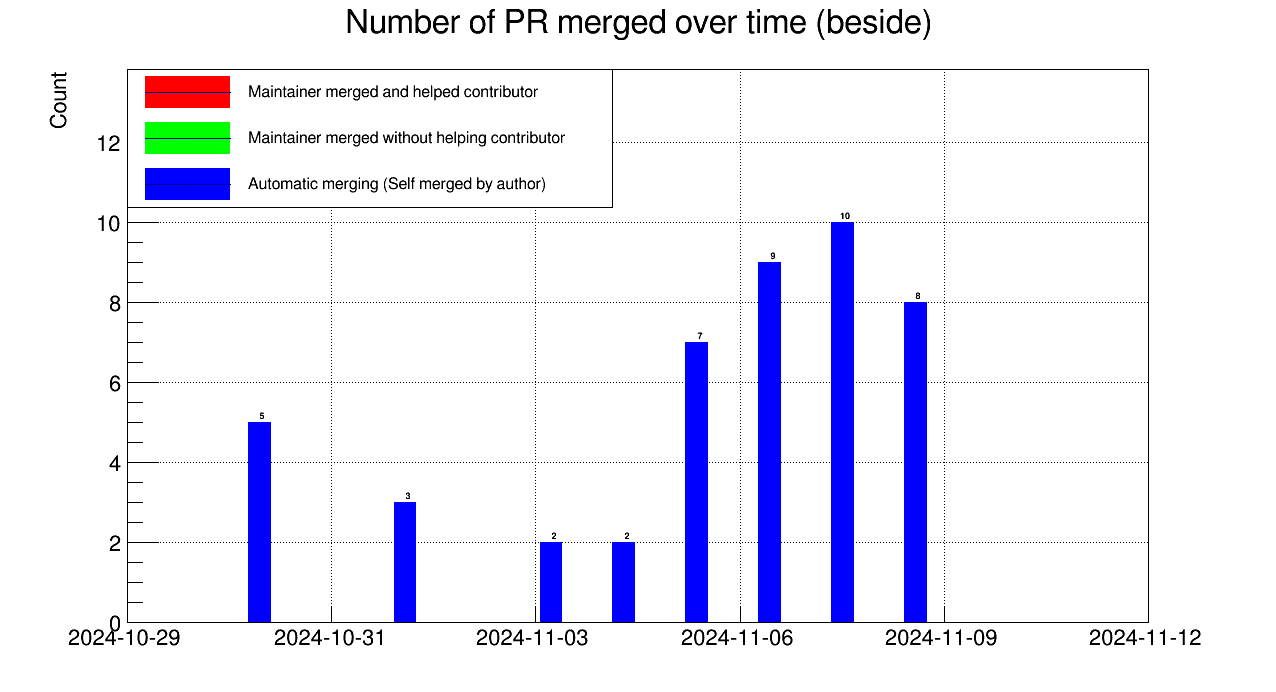 Number of PR merged over time (beside)
Count
Maintainer merged and helped contributor
Maintainer merged without helping contributor
Automatic merging (Self merged by author)
12
10
8
6
4
2
0
5
3
2
2
7
9
10
8
2024-10-29 2024-10-31 2024-11-03 2024-11-06 2024-11-09 2024-11-12